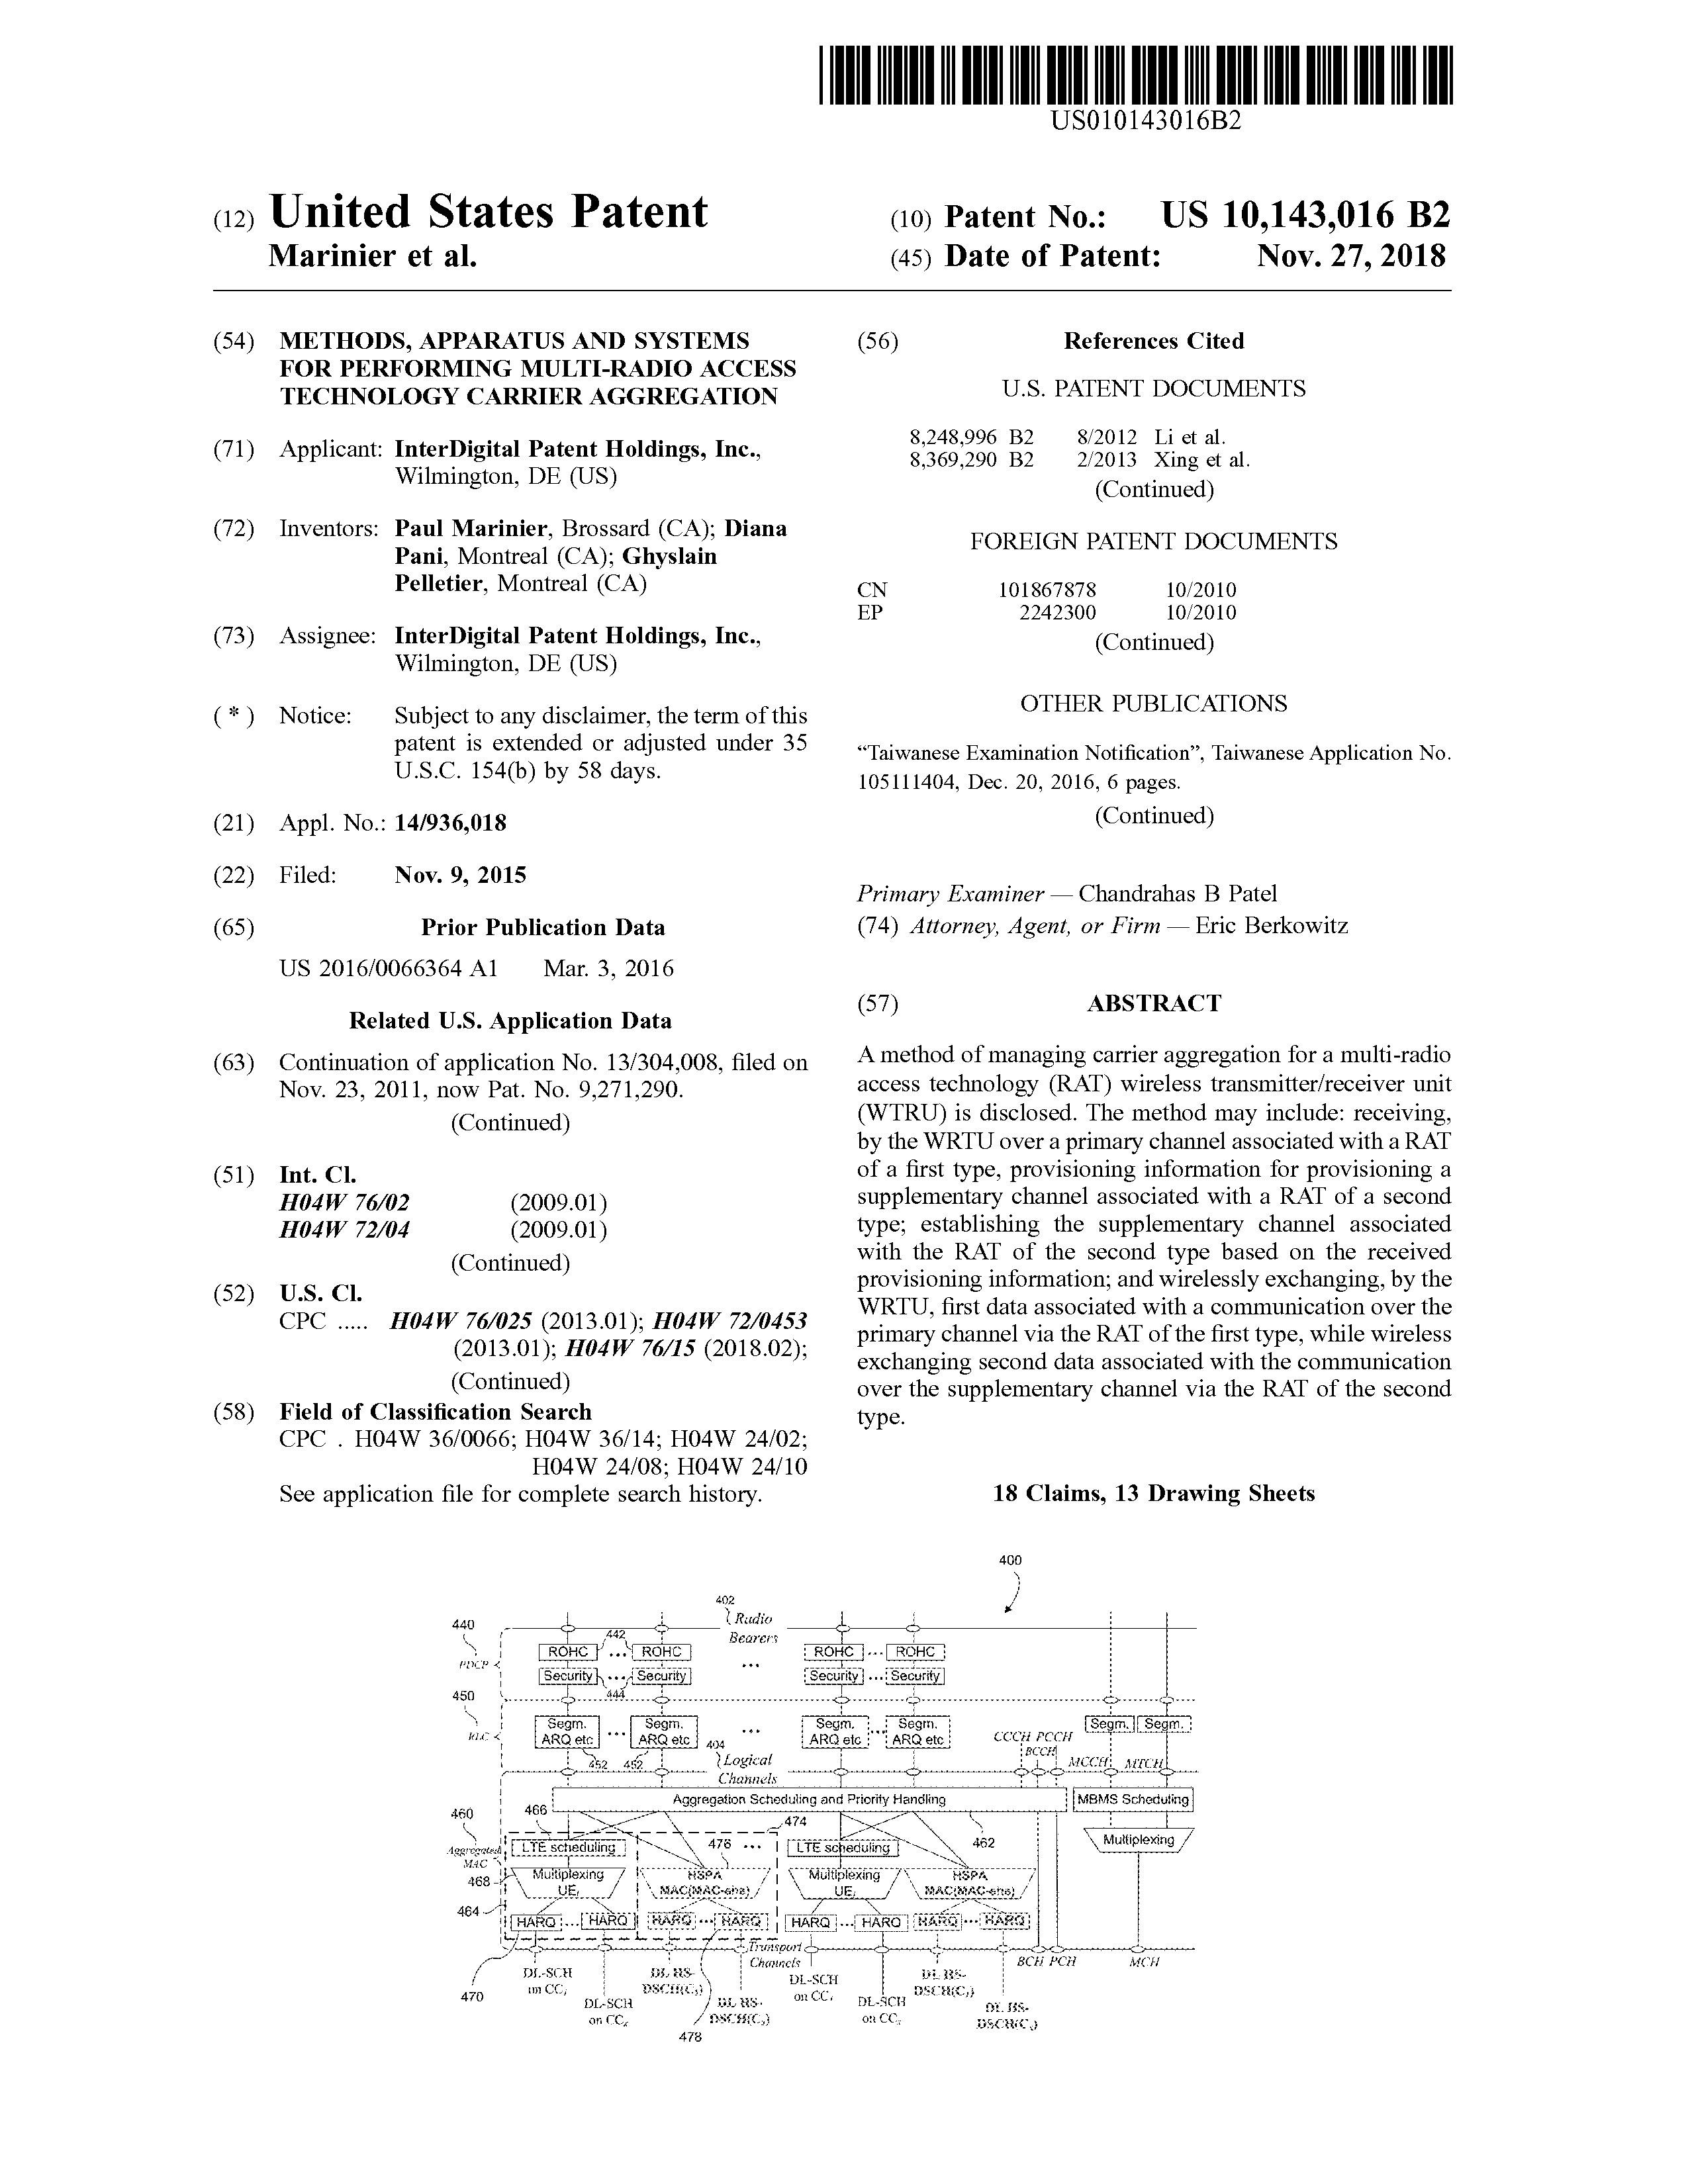 US010143016B2
(12) United States Patent
Marinier et al.
(10) Patent No.: US 10,143,016 B2
(45) Date of Patent: Nov. 27, 2018
(54) METHODS, APPARATUS AND SYSTEMS
FOR PERFORMING MULTI-RADIO ACCESS
TECHNOLOGY CARRIER AGGREGATION
(71) Applicant: InterDigital Patent Holdings, Inc.,
Wilmington, DE (US)
(72) Inventors: Paul Marinier, Brossard (CA); Diana
Pani, Montreal (CA); Ghyslain
Pelletier, Montreal (CA)
(73) Assignee: InterDigital Patent Holdings, Inc.,
Wilmington, DE (US)
( * ) Notice: Subject to any disclaimer, the term of this
patent is extended or adjusted under 35
U.S.C. 154(b) by 58 days.
(21) Appl. No.: 14/936,018
(22) Filed: Nov. 9, 2015
(65) Prior Publication Data
US 2016/0066364 A1 Mar. 3, 2016
Related U.S. Application Data
(63) Continuation of application No. 13/304,008, filed on
Nov. 23, 2011, now Pat. No. 9,271,290.
(Continued)
(51) Int. Cl.
H04W 76/02 (2009.01)
H04W 72/04 (2009.01)
(Continued)
(52) U.S. Cl.
CPC ..... H04W 76/025 (2013.01); H04W 72/0453
(2013.01); H04W 76/15 (2018.02);
(Continued)
(58) Field of Classification Search
CPC . H04W 36/0066; H04W 36/14; H04W 24/02;
H04W 24/08; H04W 24/10
See application file for complete search history.
(56) References Cited
U.S. PATENT DOCUMENTS
8,248,996 B2 8/2012 Li et al.
8,369,290 B2 2/2013 Xing et al.
(Continued)
FOREIGN PATENT DOCUMENTS
CN 101867878 10/2010
EP 2242300 10/2010
(Continued)
OTHER PUBLICATIONS
“Taiwanese Examination Notification”, Taiwanese Application No.
105111404, Dec. 20, 2016, 6 pages.
(Continued)
Primary Examiner — Chandrahas B Patel
(74) Attorney, Agent, or Firm — Eric Berkowitz
(57) ABSTRACT
A method of managing carrier aggregation for a multi-radio
access technology (RAT) wireless transmitter/receiver unit
(WTRU) is disclosed. The method may include: receiving,
by the WRTU over a primary channel associated with a RAT
of a first type, provisioning information for provisioning a
supplementary channel associated with a RAT of a second
type; establishing the supplementary channel associated
with the RAT of the second type based on the received
provisioning information; and wirelessly exchanging, by the
WRTU, first data associated with a communication over the
primary channel via the RAT of the first type, while wireless
exchanging second data associated with the communication
over the supplementary channel via the RAT of the second
type.
18 Claims, 13 Drawing Sheets
400
402
Radio
Bearers
440
PDCP
442
ROHC ... ROHC ROHC ... ROHC
Security ... Security ... Security ... Security
444
450
RLC
Segm. Segm. ... Segm. Segm. Segm. Segm.
ARQ etc ... ARQ etc ARQ etc ... ARQ etc
CCCH PCCH
BCCH
MCCH MTCH
452 452 404
Logical
Channels
Aggregation Scheduling and Priority Handling MBMS Scheduling
460 466 474 462
Aggregated
MAC
LTE scheduling 476 ... LTE scheduling Multiplexing
468 Multiplexing HSPA Multiplexing HSPA
UE MAC(MAC-ehs) UE MAC(MAC-ehs)
464
HARQ ... HARQ HARQ ... HARQ HARQ ... HARQ HARQ ... HARQ
Transport
Channels
BCH PCH MCH
DL-SCH DL HS- DL-SCH DL HS-
on CC DSCH(C) on CC DSCH(C)
470
DL-SCH DL HS- DL-SCH DL HS-
on CC DSCH(C) on CC DSCH(C)
478